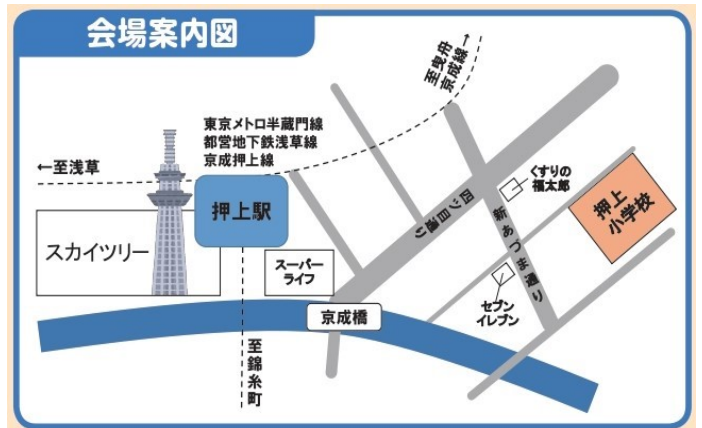 会場案内図
至曳舟
京成線→
東京メトロ半蔵門線
都営地下鉄浅草線
京成押上線
←至浅草
押上駅
スカイツリー
スーパー
ライフ
四ツ目通り
くすりの
福太郎
新あづま通り
押上
小学校
セブン
イレブン
京成橋
至錦糸町